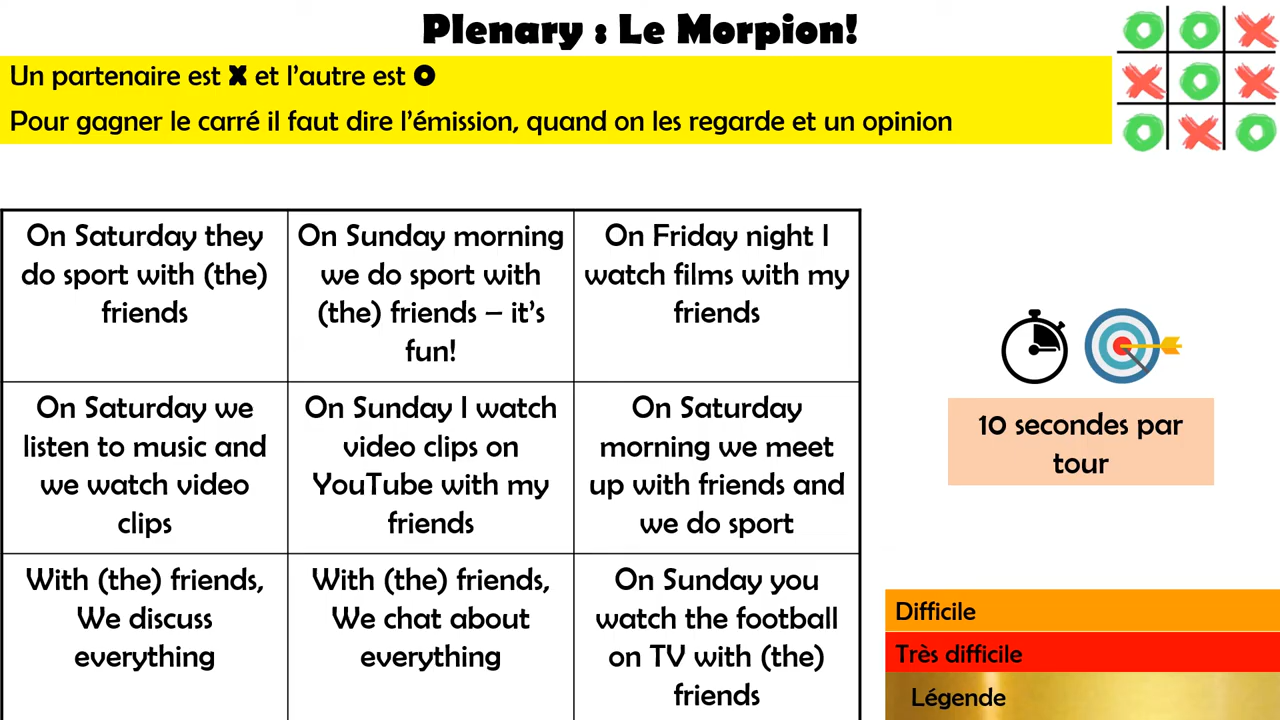 Plenary : Le Morpion!
Un partenaire est X et l'autre est O
Pour gagner le carré il faut dire l'émission, quand on les regarde et un opinion
On Saturday they
do sport with (the)
friends
On Sunday morning
we do sport with
(the) friends – it's
fun!
On Friday night I
watch films with my
friends
On Saturday we
listen to music and
we watch video
clips
On Sunday I watch
video clips on
YouTube with my
friends
On Saturday
morning we meet
up with friends and
we do sport
With (the) friends,
We discuss
everything
With (the) friends,
We chat about
everything
On Sunday you
watch the football
on TV with (the)
friends
10 secondes par
tour
Difficile
Très difficile
Légende